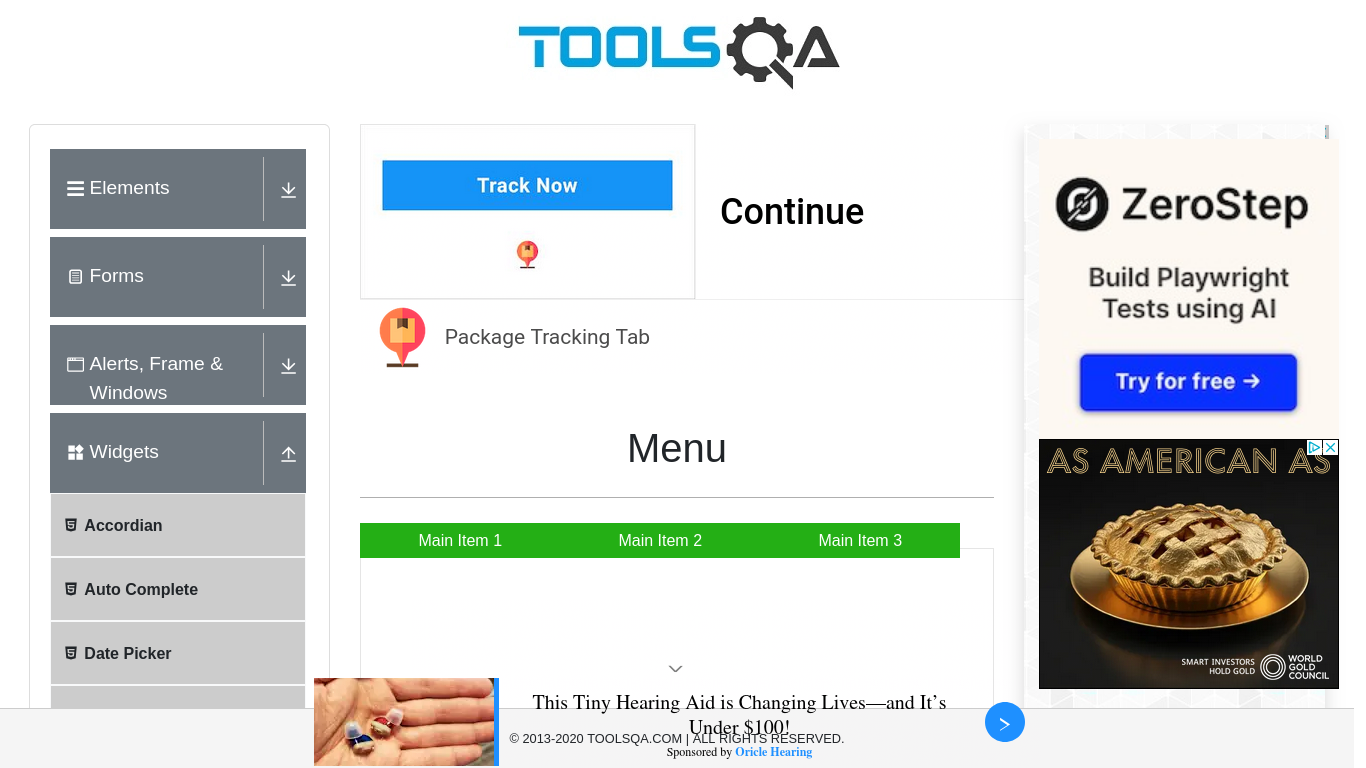 TOOLSQA
Elements
Forms
Alerts, Frame &
Windows
Widgets
Accordian
Auto Complete
Date Picker
Track Now
Continue
Package Tracking Tab
Menu
Main Item 1
Main Item 2
Main Item 3
ZeroStep
Build Playwright
Tests using AI
Try for free →
AS AMERICAN AS
SMART INVESTORS
HOLD GOLD
WORLD
GOLD
COUNCIL
This Tiny Hearing Aid is Changing Lives—and It’s
Under $100!
© 2013-2020 TOOLSQA.COM | ALL RIGHTS RESERVED.
Sponsored by Oricle Hearing